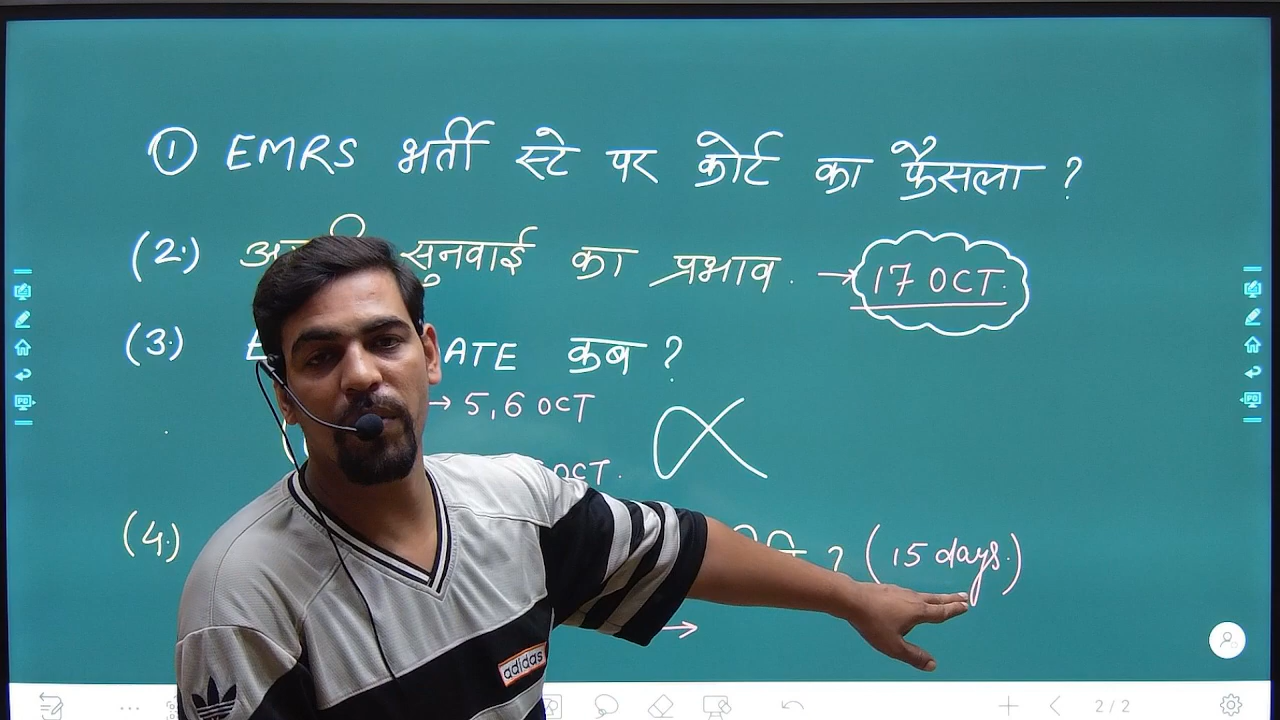 ① EMRS भर्ती स्टे पर कोर्ट का फैसला ?
(2.) सुनवाई का प्रभाव. → 17 OCT.
(3.) ATE कब ?
→ 5,6 OCT
OCT.
(4.) ? (15 days.)
→
adidas
2/2